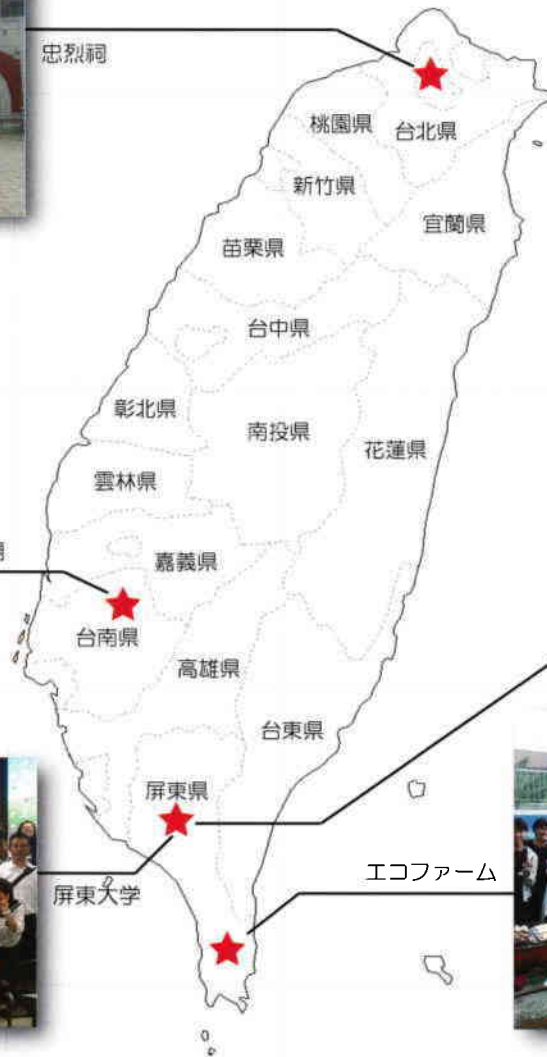 忠烈祠
桃園県
台北県
新竹県
宜蘭県
苗栗県
台中県
彰北県
南投県
花蓮県
雲林県
嘉義県
台南県
高雄県
台東県
屏東県
エコファーム
屏東大学